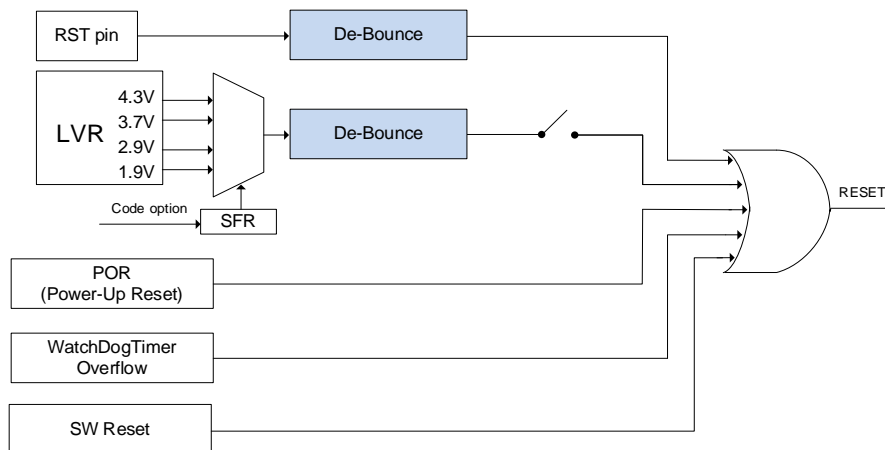 RST pin
De-Bounce
LVR
4.3V
3.7V
2.9V
1.9V
De-Bounce
Code option
SFR
RESET
POR
(Power-Up Reset)
WatchDogTimer
Overflow
SW Reset